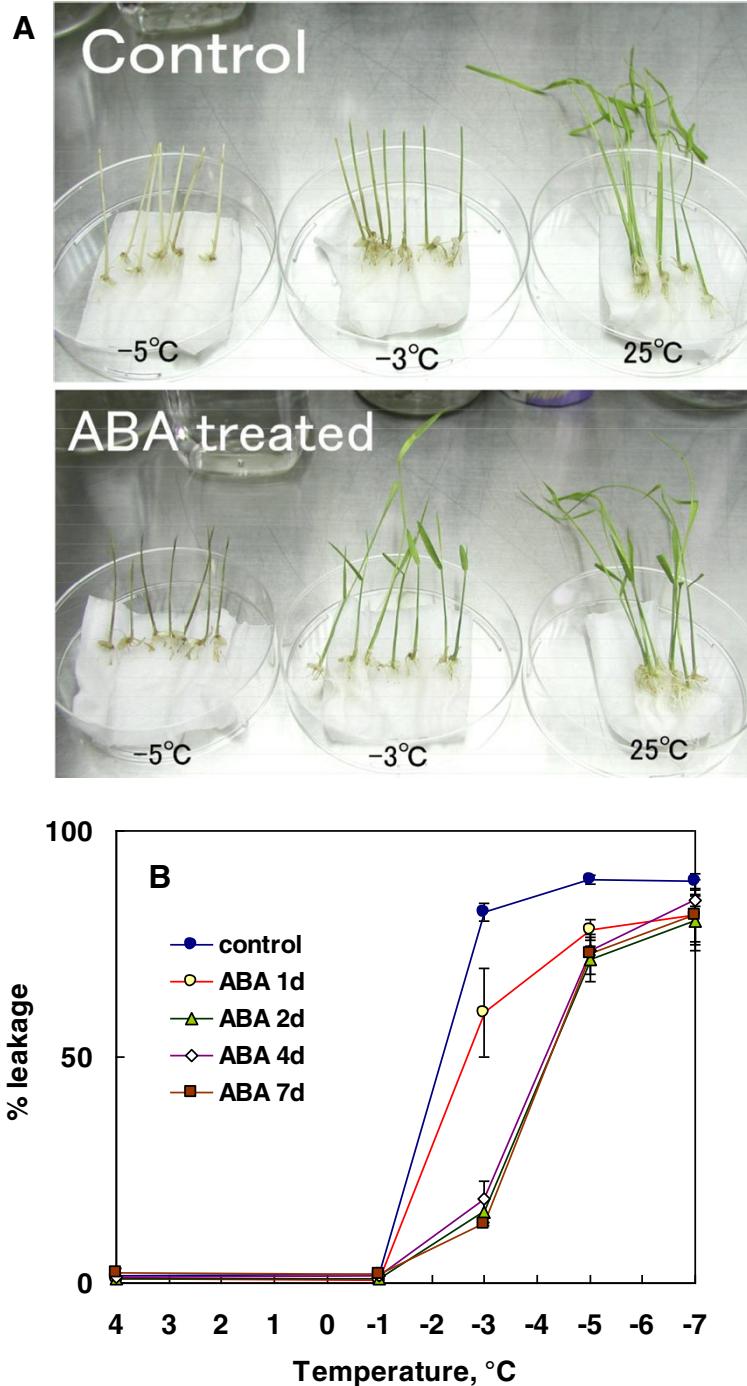 A
Control
-5°C
-3°C
25°C
ABA treated
-5°C
-3°C
25°C
B
100
50
0
% leakage
control
ABA 1d
ABA 2d
ABA 4d
ABA 7d
4 3 2 1 0 -1 -2 -3 -4 -5 -6 -7
Temperature, °C